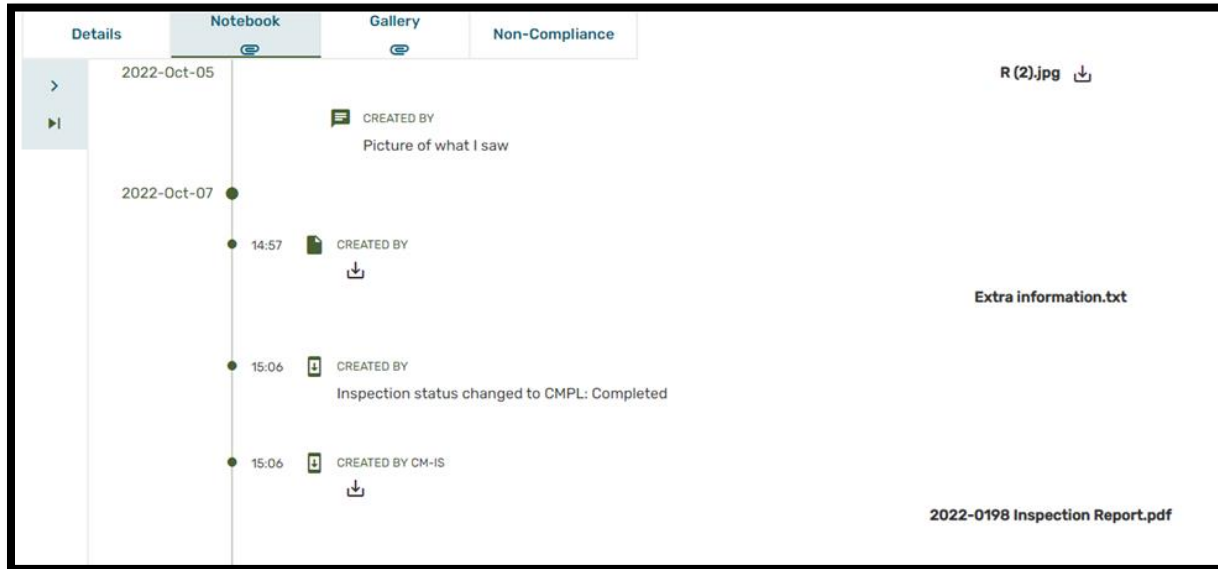 Details
Notebook
Gallery
Non-Compliance
2022-Oct-05
R (2).jpg
CREATED BY
Picture of what I saw
2022-Oct-07
14:57 CREATED BY
Extra information.txt
15:06 CREATED BY
Inspection status changed to CMPL: Completed
15:06 CREATED BY CM-IS
2022-0198 Inspection Report.pdf